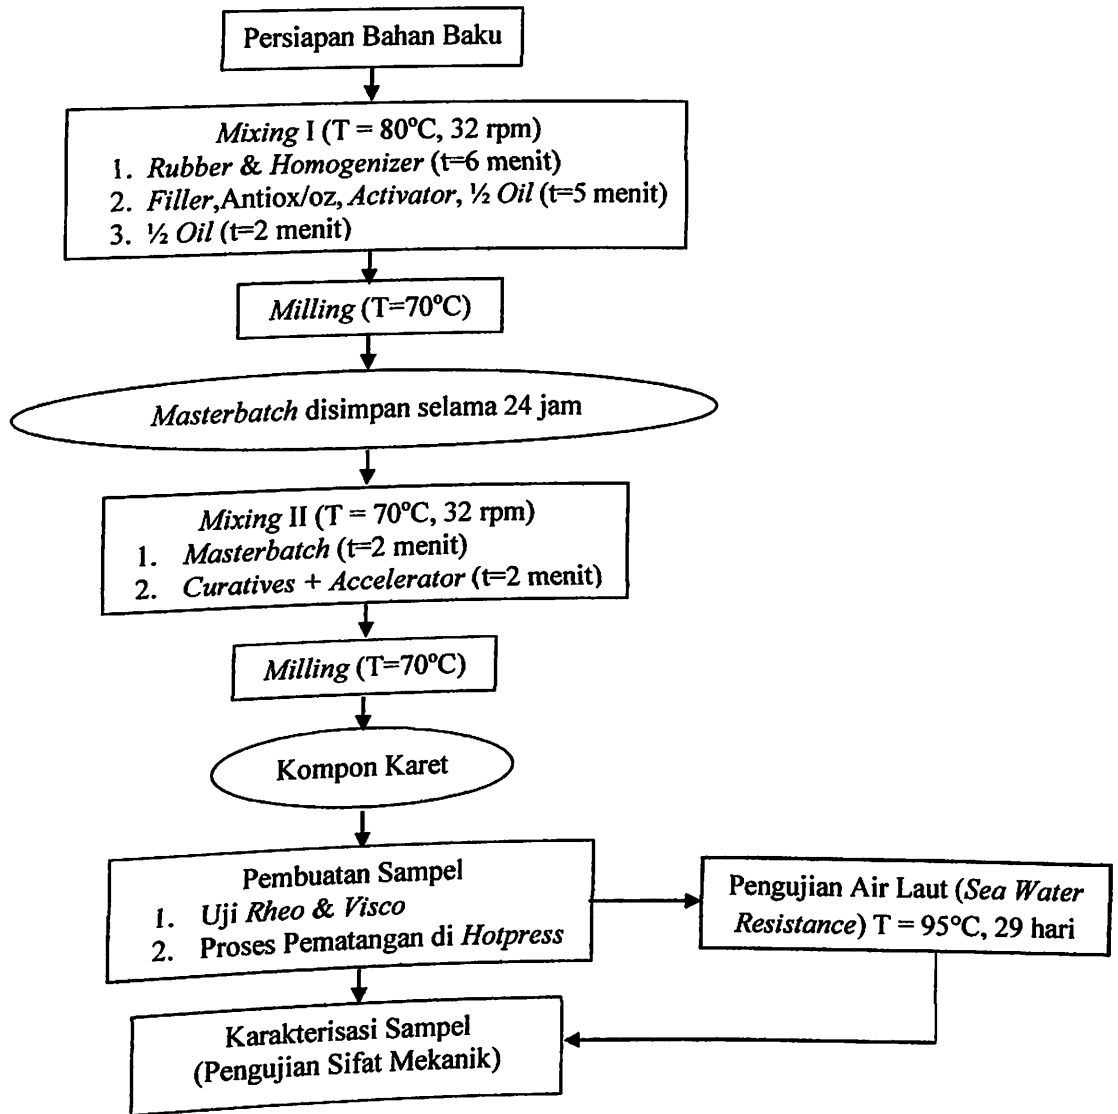 Persiapan Bahan Baku
Mixing I (T = 80°C, 32 rpm)
1. Rubber & Homogenizer (t=6 menit)
2. Filler,Antiox/oz, Activator, ½ Oil (t=5 menit)
3. ½ Oil (t=2 menit)
Milling (T=70°C)
Masterbatch disimpan selama 24 jam
Mixing II (T = 70°C, 32 rpm)
1. Masterbatch (t=2 menit)
2. Curatives + Accelerator (t=2 menit)
Milling (T=70°C)
Kompon Karet
Pembuatan Sampel
1. Uji Rheo & Visco
2. Proses Pematangan di Hotpress
Pengujian Air Laut (Sea Water
Resistance) T = 95°C, 29 hari
Karakterisasi Sampel
(Pengujian Sifat Mekanik)